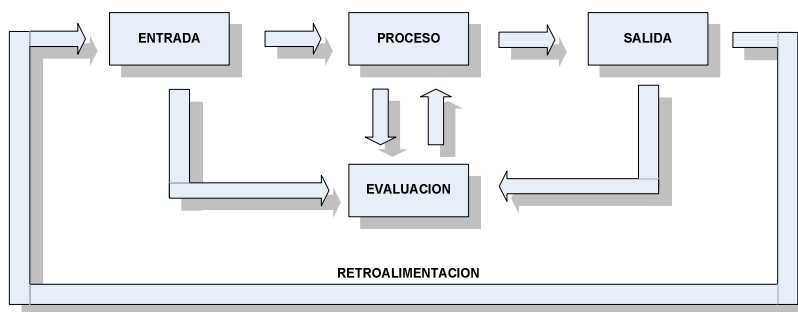 ENTRADA
PROCESO
SALIDA
EVALUACION
RETROALIMENTACION